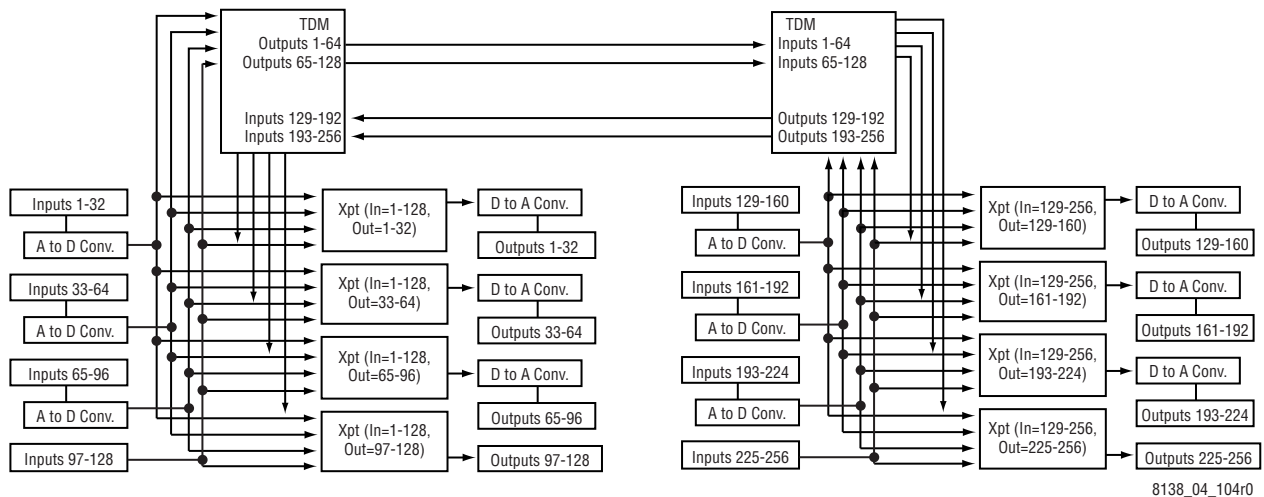 TDM
Outputs 1-64
Outputs 65-128
Inputs 129-192
Inputs 193-256
TDM
Inputs 1-64
Inputs 65-128
Outputs 129-192
Outputs 193-256
Inputs 1-32
A to D Conv.
Inputs 33-64
A to D Conv.
Inputs 65-96
A to D Conv.
Inputs 97-128
Xpt (In=1-128,
Out=1-32)
Xpt (In=1-128,
Out=33-64)
Xpt (In=1-128,
Out=65-96)
Xpt (In=1-128,
Out=97-128)
D to A Conv.
Outputs 1-32
D to A Conv.
Outputs 33-64
D to A Conv.
Outputs 65-96
Outputs 97-128
Inputs 129-160
A to D Conv.
Inputs 161-192
A to D Conv.
Inputs 193-224
A to D Conv.
Inputs 225-256
Xpt (In=129-256,
Out=129-160)
Xpt (In=129-256,
Out=161-192)
Xpt (In=129-256,
Out=193-224)
Xpt (In=129-256,
Out=225-256)
D to A Conv.
Outputs 129-160
D to A Conv.
Outputs 161-192
D to A Conv.
Outputs 193-224
Outputs 225-256
8138_04_104r0